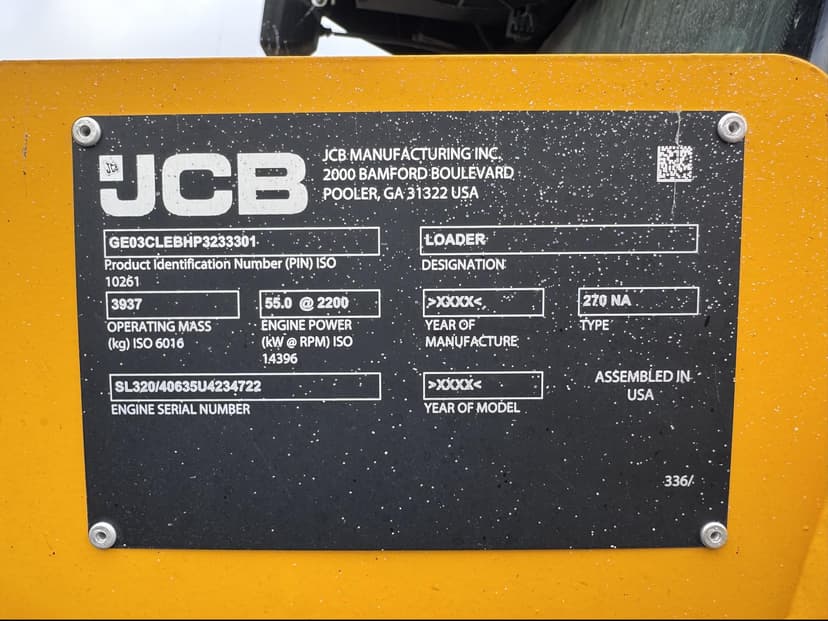 JCB
JCB
JCB MANUFACTURING INC.
2000 BAMFORD BOULEVARD
POOLER, GA 31322 USA
GE03CLEBHP3233301
Product Identification Number (PIN) ISO
10261
LOADER
DESIGNATION
3937
OPERATING MASS
(kg) ISO 6016
55.0 @ 2200
ENGINE POWER
(kW @ RPM) ISO
14396
>XXXX<
YEAR OF
MANUFACTURE
270 NA
TYPE
SL320/40635U4234722
ENGINE SERIAL NUMBER
>XXXX<
YEAR OF MODEL
ASSEMBLED IN
USA
336/